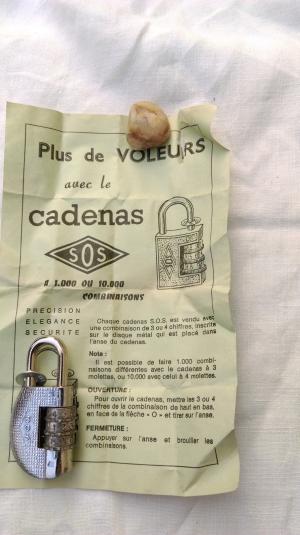 Plus de VOLEURS
avec le
cadenas
SOS
A 1.000 OU 10.000
COMBINAISONS
PRECISION
ELEGANCE
SECURITE
Chaque cadenas S.O.S. est vendu avec
une combinaison de 3 ou 4 chiffres, inscrite
sur le disque métal qui est placé dans
l'anse du cadenas.
Nota :
Il est possible de faire 1.000 combi-
naisons différentes avec le cadenas à 3
molettes, ou 10.000 avec celui à 4 molettes.
OUVERTURE :
Pour ouvrir le cadenas, mettre les 3 ou 4
chiffres de la combinaison de haut en bas,
en face de la flèche « O » et tirer sur l'anse.
FERMETURE :
Appuyer sur l'anse et brouiller les
combinaisons.